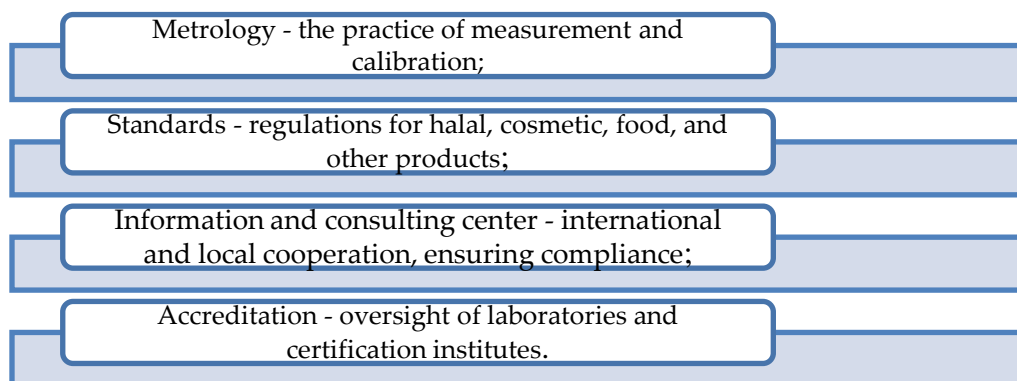 Metrology - the practice of measurement and
calibration;
Standards - regulations for halal, cosmetic, food, and
other products;
Information and consulting center - international
and local cooperation, ensuring compliance;
Accreditation - oversight of laboratories and
certification institutes.